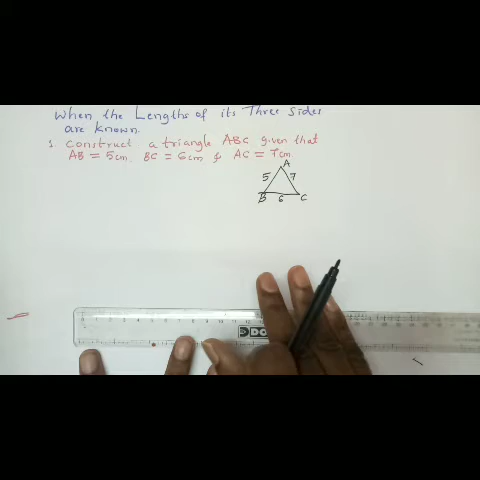 When the Lengths of its Three sides
are known.
1. Construct a triangle ABC given that
AB = 5cm, BC = 6cm & AC = 7cm
A
5 7
B 6 C